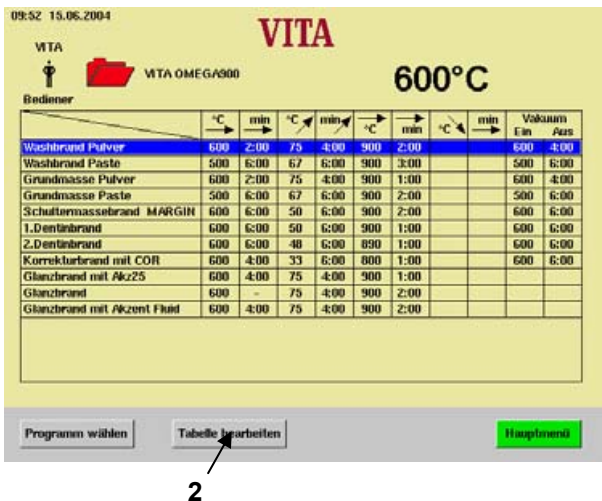 09:52 15.06.2004
VITA
VITA
VITA OMEGA900
600°C
Bediener
°C min °C min °C min °C min Vakuum
Ein Aus
Washbrand Pulver 600 2:00 75 4:00 900 2:00 600 4:00
Washbrand Paste 500 6:00 67 6:00 900 3:00 500 6:00
Grundmasse Pulver 600 2:00 75 4:00 900 1:00 600 4:00
Grundmasse Paste 500 6:00 67 6:00 900 2:00 500 6:00
Schultermassebrand MARGIN 600 6:00 50 6:00 900 2:00 600 6:00
1.Dentinbrand 600 6:00 50 6:00 900 1:00 600 6:00
2.Dentinbrand 600 6:00 48 6:00 890 1:00 600 6:00
Korrekturbrand mit COR 600 4:00 33 6:00 800 1:00 600 6:00
Glanzbrand mit Akz25 600 4:00 75 4:00 900 1:00
Glanzbrand 600 - 75 4:00 900 2:00
Glanzbrand mit Akzent Fluid 600 4:00 75 4:00 900 2:00
Programm wählen Tabelle bearbeiten Hauptmenü
2